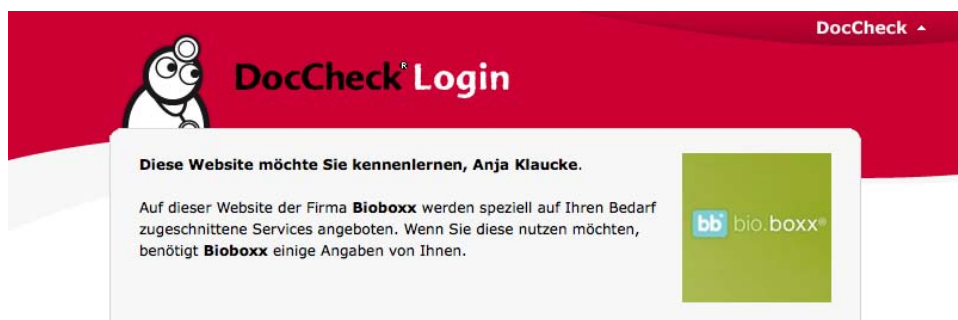 DocCheck
DocCheck® Login
Diese Website möchte Sie kennenlernen, Anja Klaucke.
Auf dieser Website der Firma Bioboxx werden speziell auf Ihren Bedarf
zugeschnittene Services angeboten. Wenn Sie diese nutzen möchten,
benötigt Bioboxx einige Angaben von Ihnen.
bb bio.boxx®